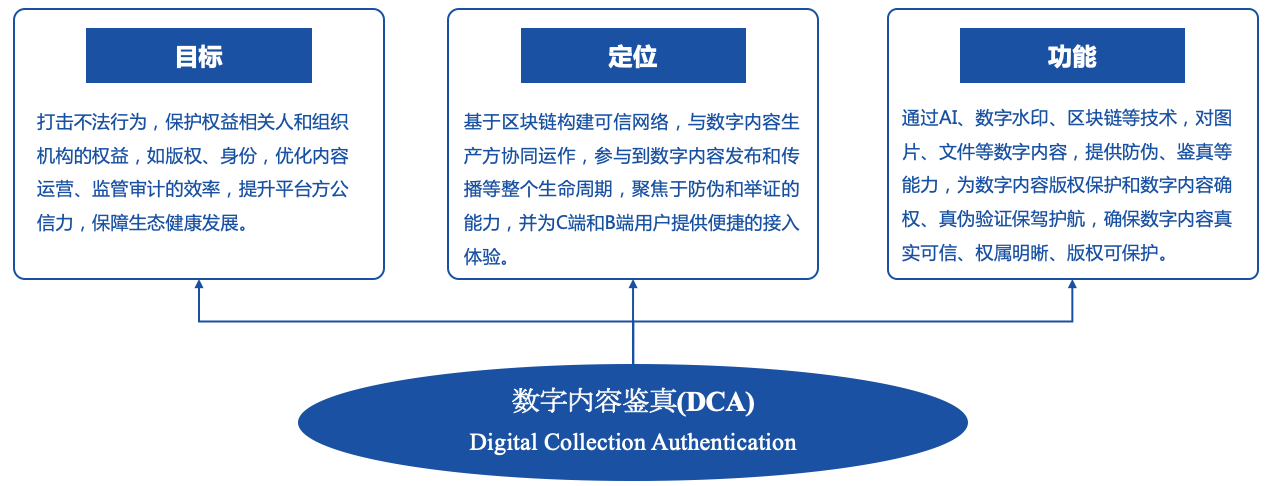 目标
打击不法行为，保护权益相关人和组织
机构的权益，如版权、身份，优化内容
运营、监管审计的效率，提升平台方公
信力，保障生态健康发展。
定位
基于区块链构建可信网络，与数字内容生
产方协同运作，参与到数字内容发布和传
播等整个生命周期，聚焦于防伪和举证的
能力，并为C端和B端用户提供便捷的接入
体验。
功能
通过AI、数字水印、区块链等技术，对图
片、文件等数字内容，提供防伪、鉴真等
能力，为数字内容版权保护和数字内容确
权、真伪验证保驾护航，确保数字内容真
实可信、权属明晰、版权可保护。
数字内容鉴真(DCA)
Digital Collection Authentication